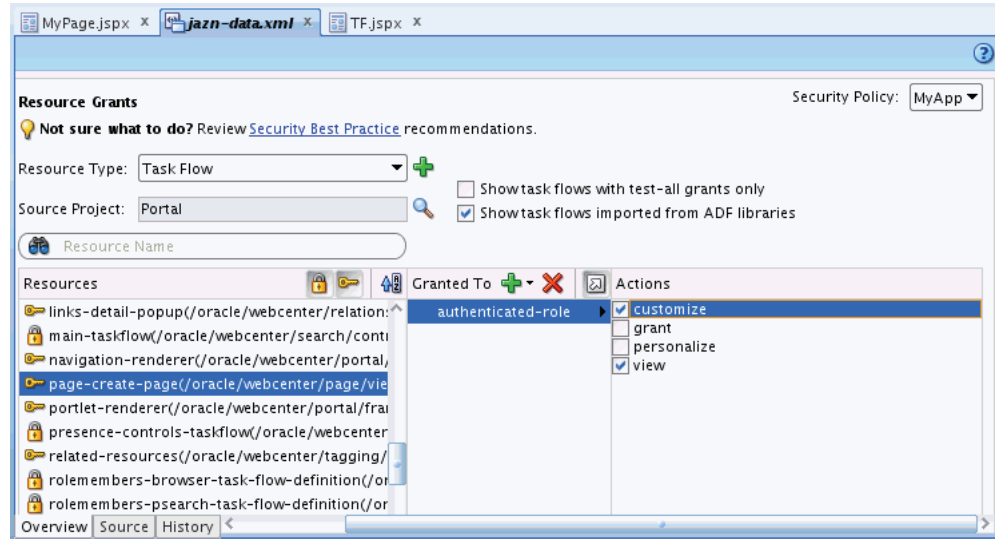 MyPage.jspx x jazn-data.xml x TF.jspx x
Resource Grants
Security Policy: MyApp
Not sure what to do? Review Security Best Practice recommendations.
Resource Type: Task Flow
Show task flows with test-all grants only
Source Project: Portal
Show task flows imported from ADF libraries
Resource Name
Resources Granted To Actions
links-detail-popup(/oracle/webcenter/relation:
authenticated-role
customize
main-taskflow(/oracle/webcenter/search/contr
grant
navigation-renderer(/oracle/webcenter/portal/
personalize
page-create-page(/oracle/webcenter/page/vie
view
portlet-renderer(/oracle/webcenter/portal/fra
presence-controls-taskflow(/oracle/webcenter
related-resources(/oracle/webcenter/tagging/
rolemembers-browser-task-flow-definition(/or
rolemembers-psearch-task-flow-definition(/or
Overview Source History